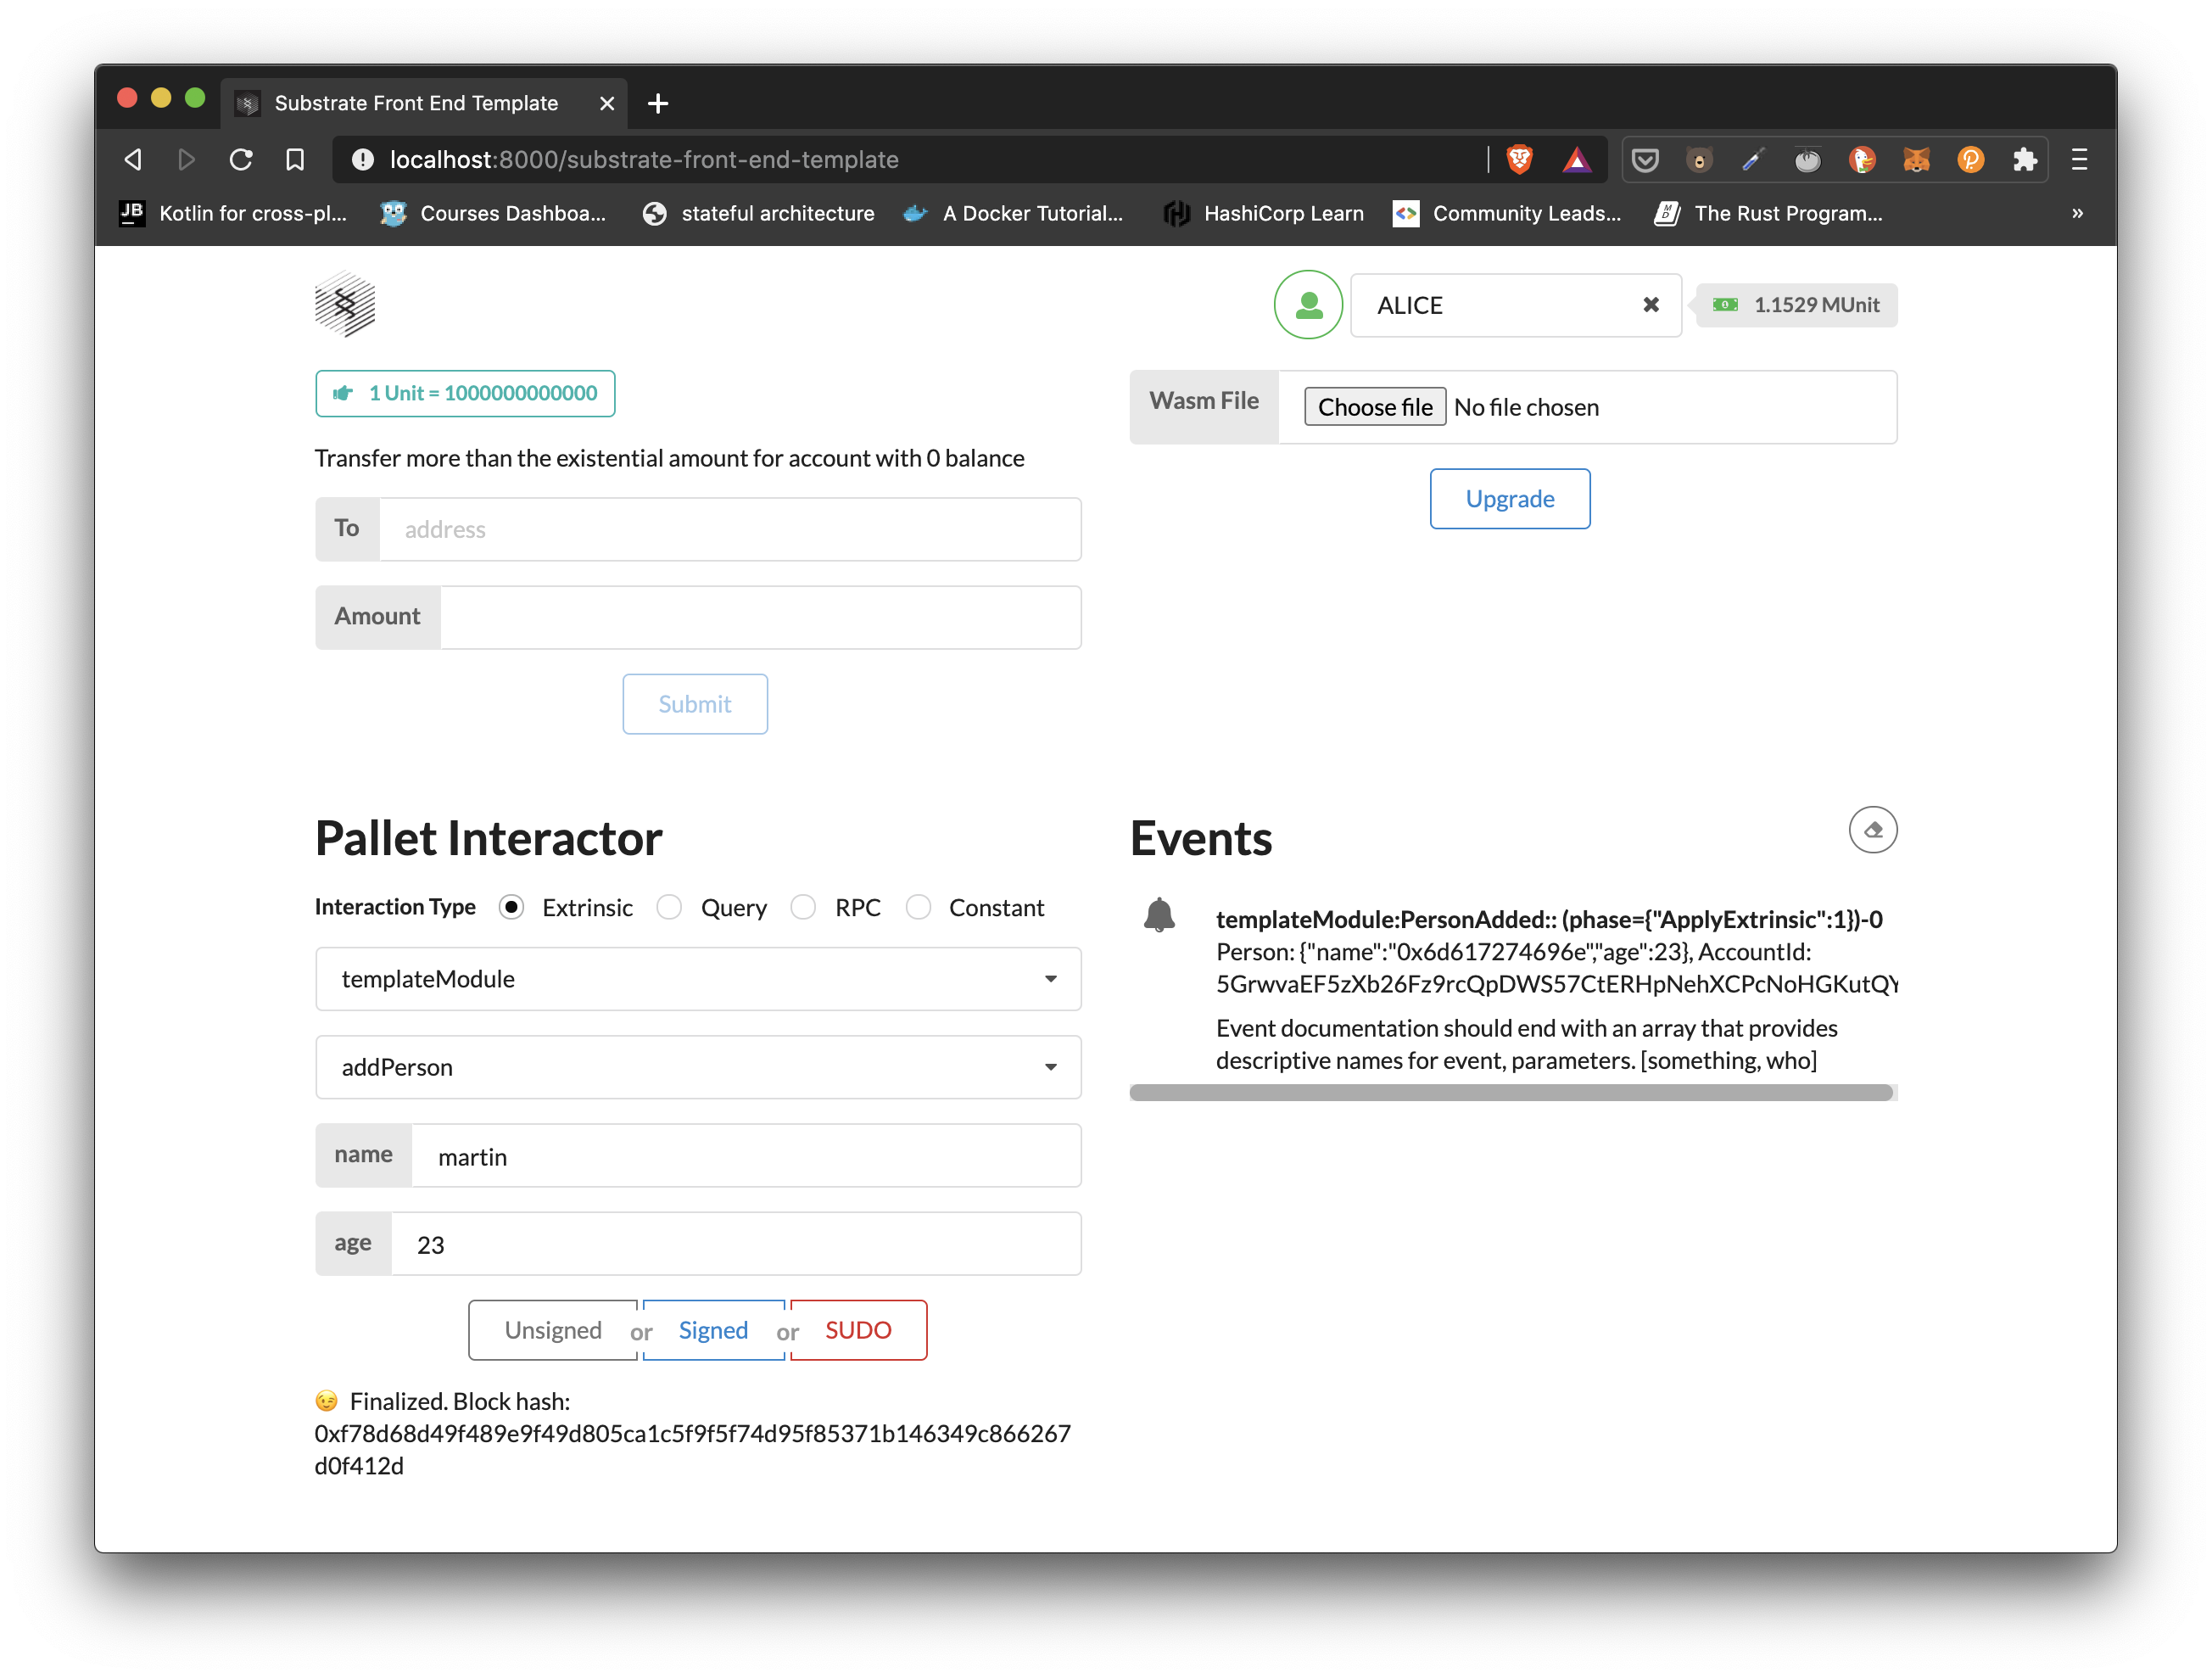 Substrate Front End Template
localhost:8000/substrate-front-end-template
JB Kotlin for cross-pl... Courses Dashboa... stateful architecture A Docker Tutorial... HashiCorp Learn Community Leads... The Rust Program... »
ALICE 1.1529 MUnit
1 Unit = 1000000000000
Transfer more than the existential amount for account with 0 balance
To address
Amount
Submit
Wasm File Choose file No file chosen
Upgrade
Pallet Interactor
Interaction Type Extrinsic Query RPC Constant
templateModule
addPerson
name martin
age 23
Unsigned or Signed or SUDO
Finalized. Block hash:
0xf78d68d49f489e9f49d805ca1c5f9f5f74d95f85371b146349c866267
d0f412d
Events
templateModule:PersonAdded:: (phase={"ApplyExtrinsic":1})-0
Person: {"name":"0x6d617274696e""age":23}, AccountId:
5GrwvaEF5zXb26Fz9rcQpDWS57CtERHpNehXCPcNoHGKutQY
Event documentation should end with an array that provides
descriptive names for event, parameters. [something, who]